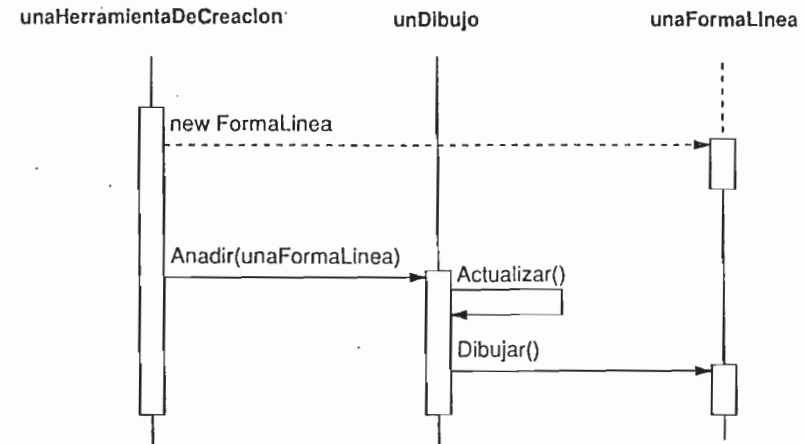 unaHerramientaDeCreacion unDibujo unaFormaLinea
new FormaLinea
Anadir(unaFormaLinea)
Actualizar()
Dibujar()